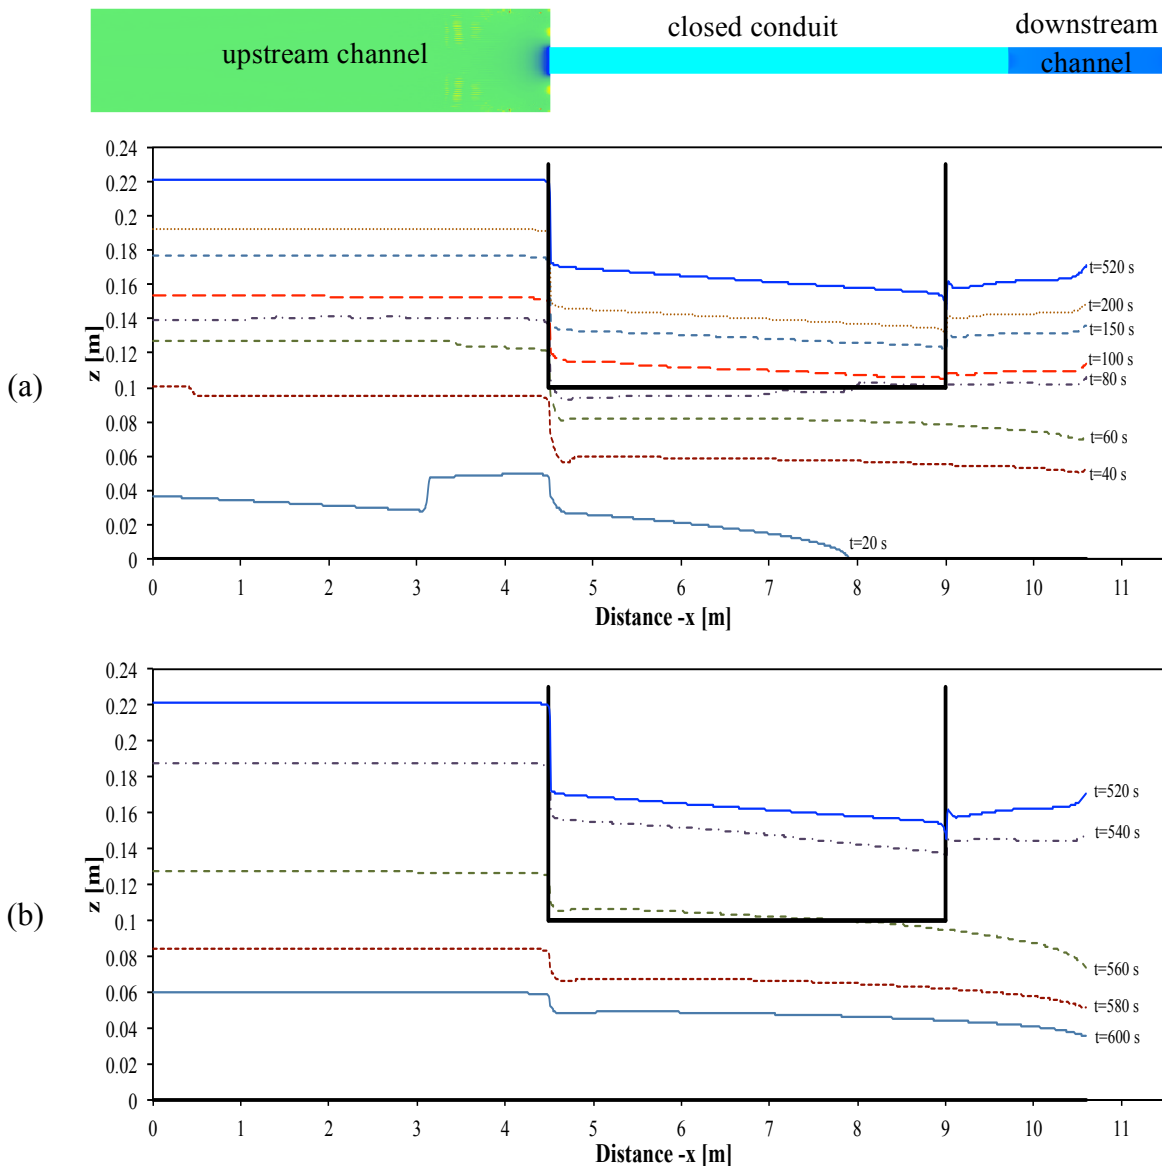 upstream channel
closed conduit
downstream
channel
(a)
z [m]
0.24
0.22
0.2
0.18
0.16
0.14
0.12
0.1
0.08
0.06
0.04
0.02
0
t=520 s
t=200 s
t=150 s
t=100 s
t=80 s
t=60 s
t=40 s
t=20 s
0 1 2 3 4 5 6 7 8 9 10 11
Distance -x [m]
(b)
z [m]
0.24
0.22
0.2
0.18
0.16
0.14
0.12
0.1
0.08
0.06
0.04
0.02
0
t=520 s
t=540 s
t=560 s
t=580 s
t=600 s
0 1 2 3 4 5 6 7 8 9 10 11
Distance -x [m]